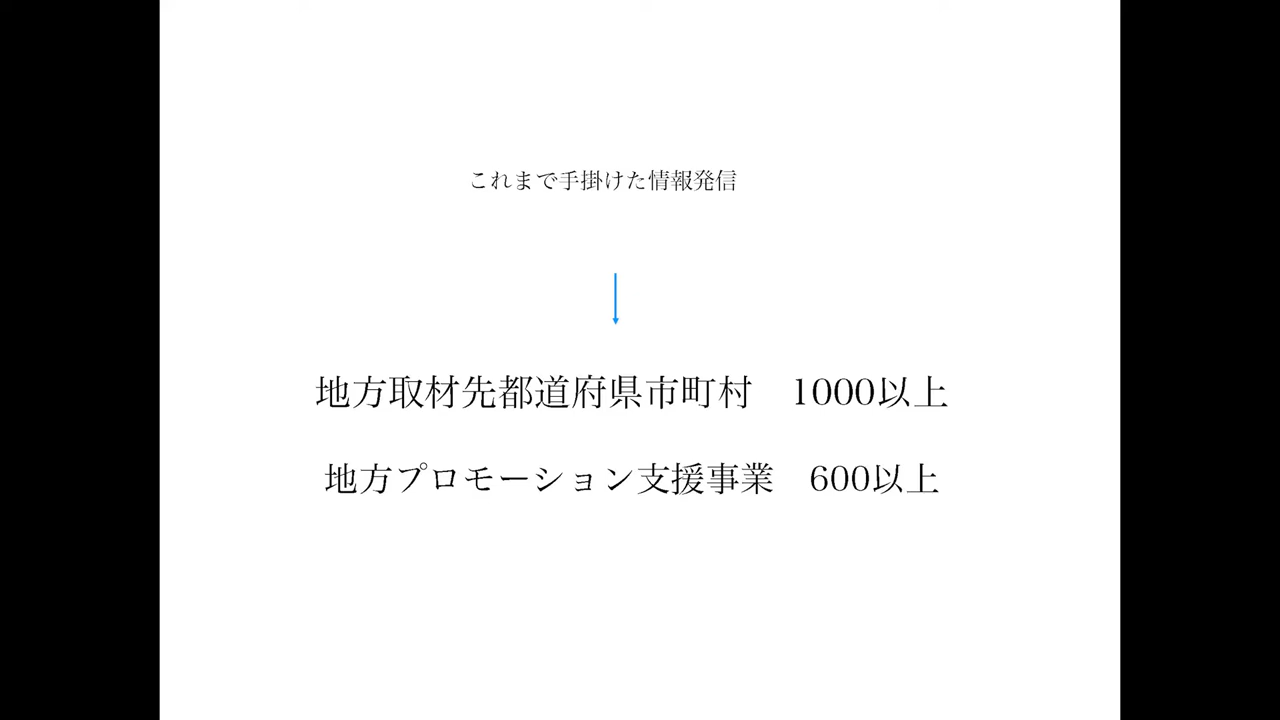 これまで手掛けた情報発信
地方取材先都道府県市町村　1000以上
地方プロモーション支援事業　600以上